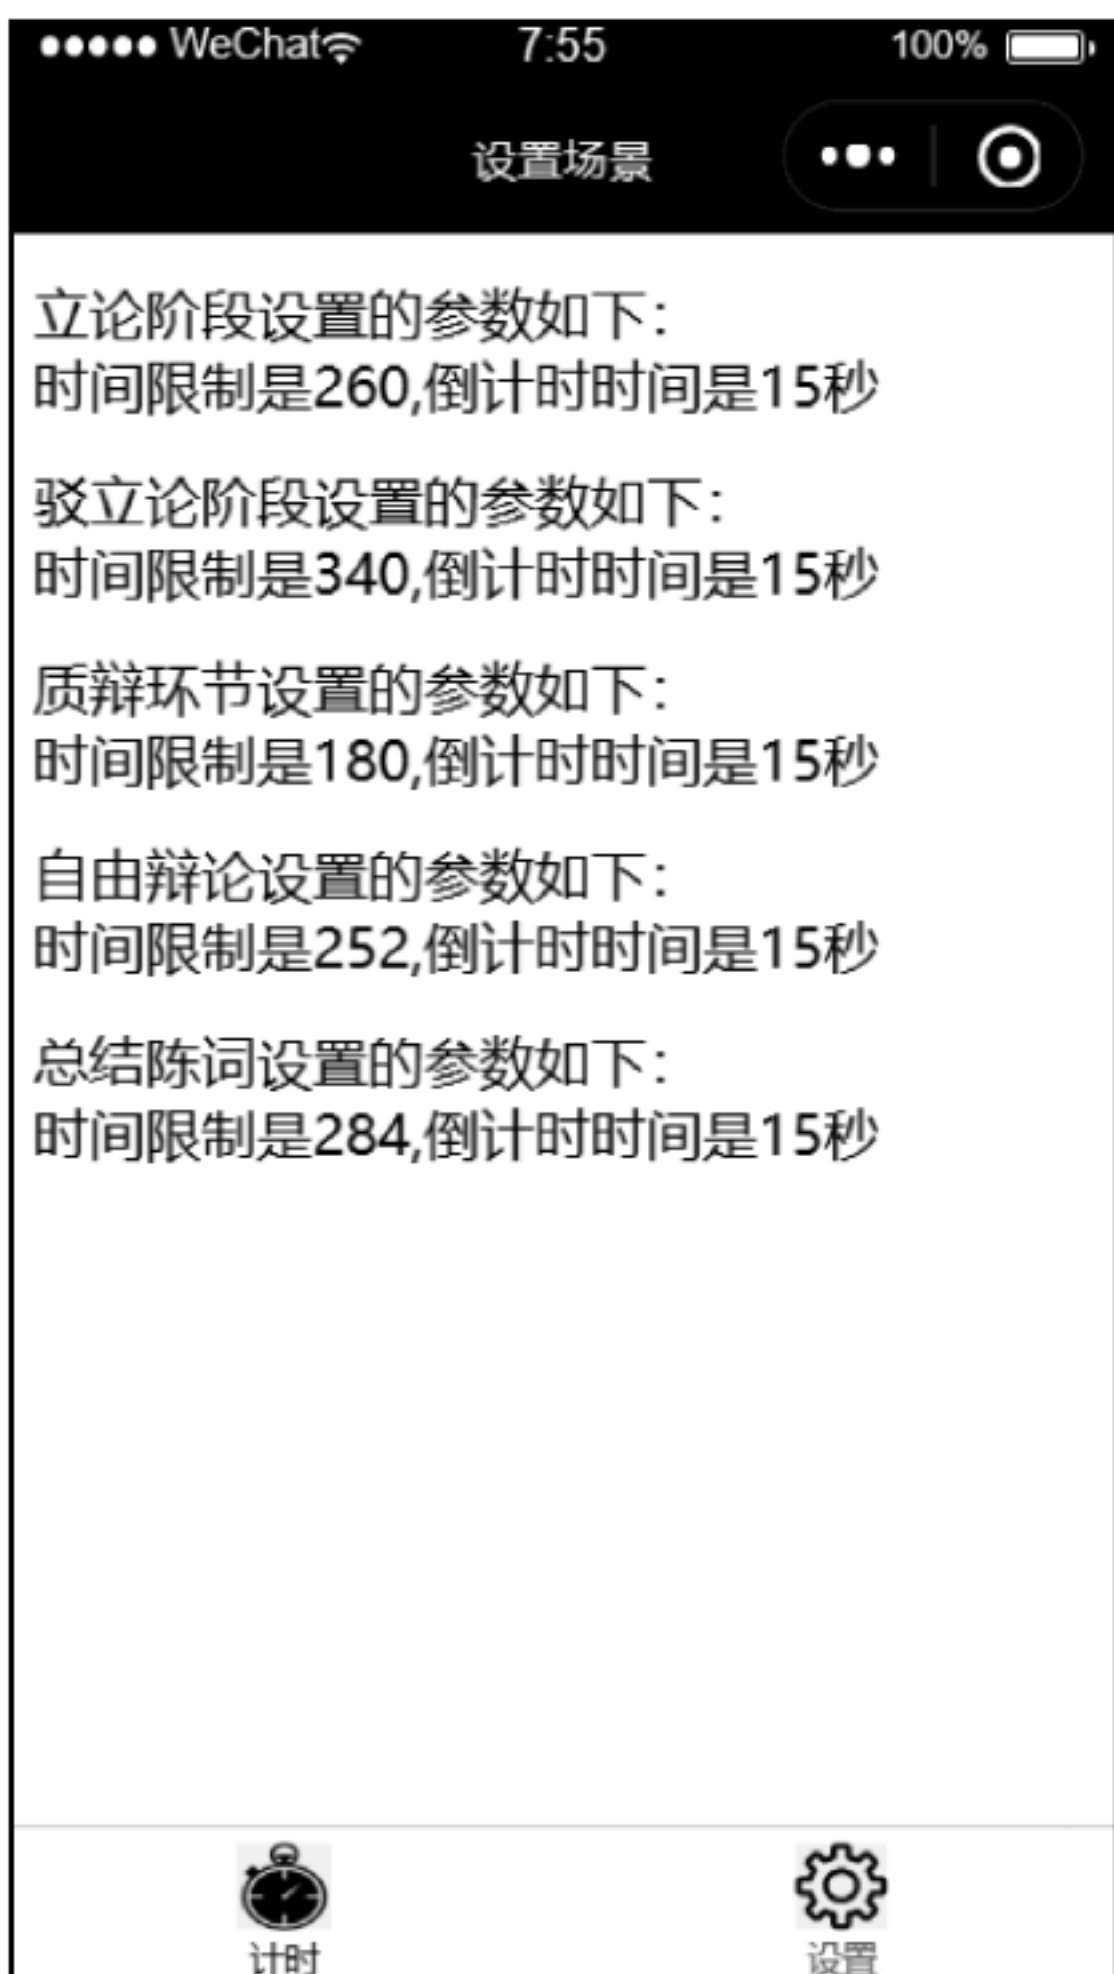 WeChat 7:55 100%
设置场景
立论阶段设置的参数如下：
时间限制是260,倒计时时间是15秒
驳立论阶段设置的参数如下：
时间限制是340,倒计时时间是15秒
质辩环节设置的参数如下：
时间限制是180,倒计时时间是15秒
自由辩论设置的参数如下：
时间限制是252,倒计时时间是15秒
总结陈词设置的参数如下：
时间限制是284,倒计时时间是15秒
计时 设置